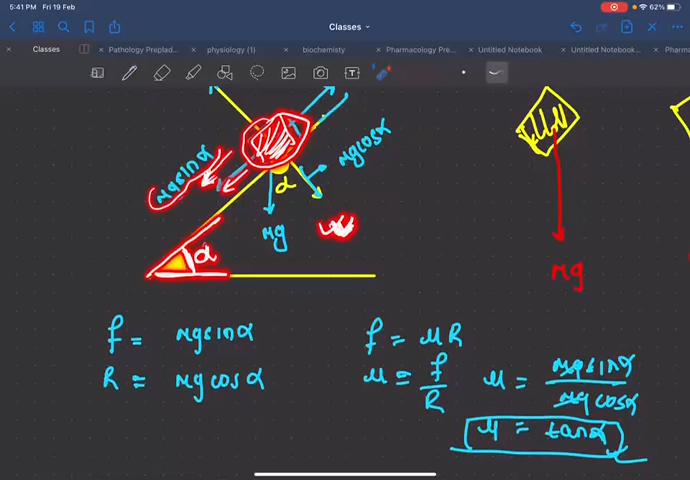 5:41 PM Fri 19 Feb
62%
Classes
Classes
Pathology Preplad...
physiology (1)
biochemisty
Pharmacology Pre...
Untitled Notebook
Untitled Notebook...
Pharma
T
mgsinα
mgcosα
α
mg
α
mg
f = mgsinα
R = mgcosα
f = μR
μ = f/R
μ = mgsinα/mgcosα
μ = tanα